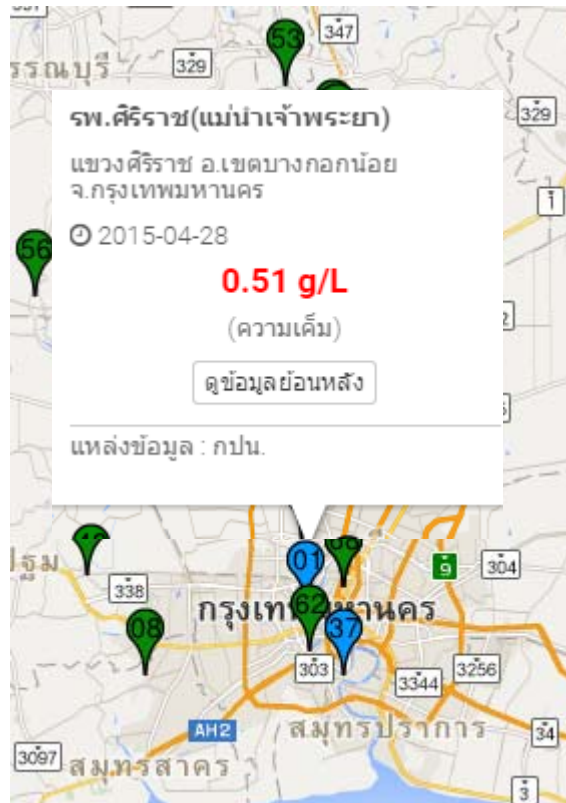 53
347
รรณบุรี
329
รพ.ศิริราช(แม่น้ำเจ้าพระยา)
329
แขวงศิริราช อ.เขตบางกอกน้อย
จ.กรุงเทพมหานคร
1
2015-04-28
56
0.51 g/L
(ความเค็ม)
ดูข้อมูลย้อนหลัง
แหล่งข้อมูล : กปน.
01
ปฐม
9
304
338
62
กรุงเทพมหานคร
08
37
303
3344
3256
AH2
สมุทรปราการ
34
3097
สมุทรสาคร
3